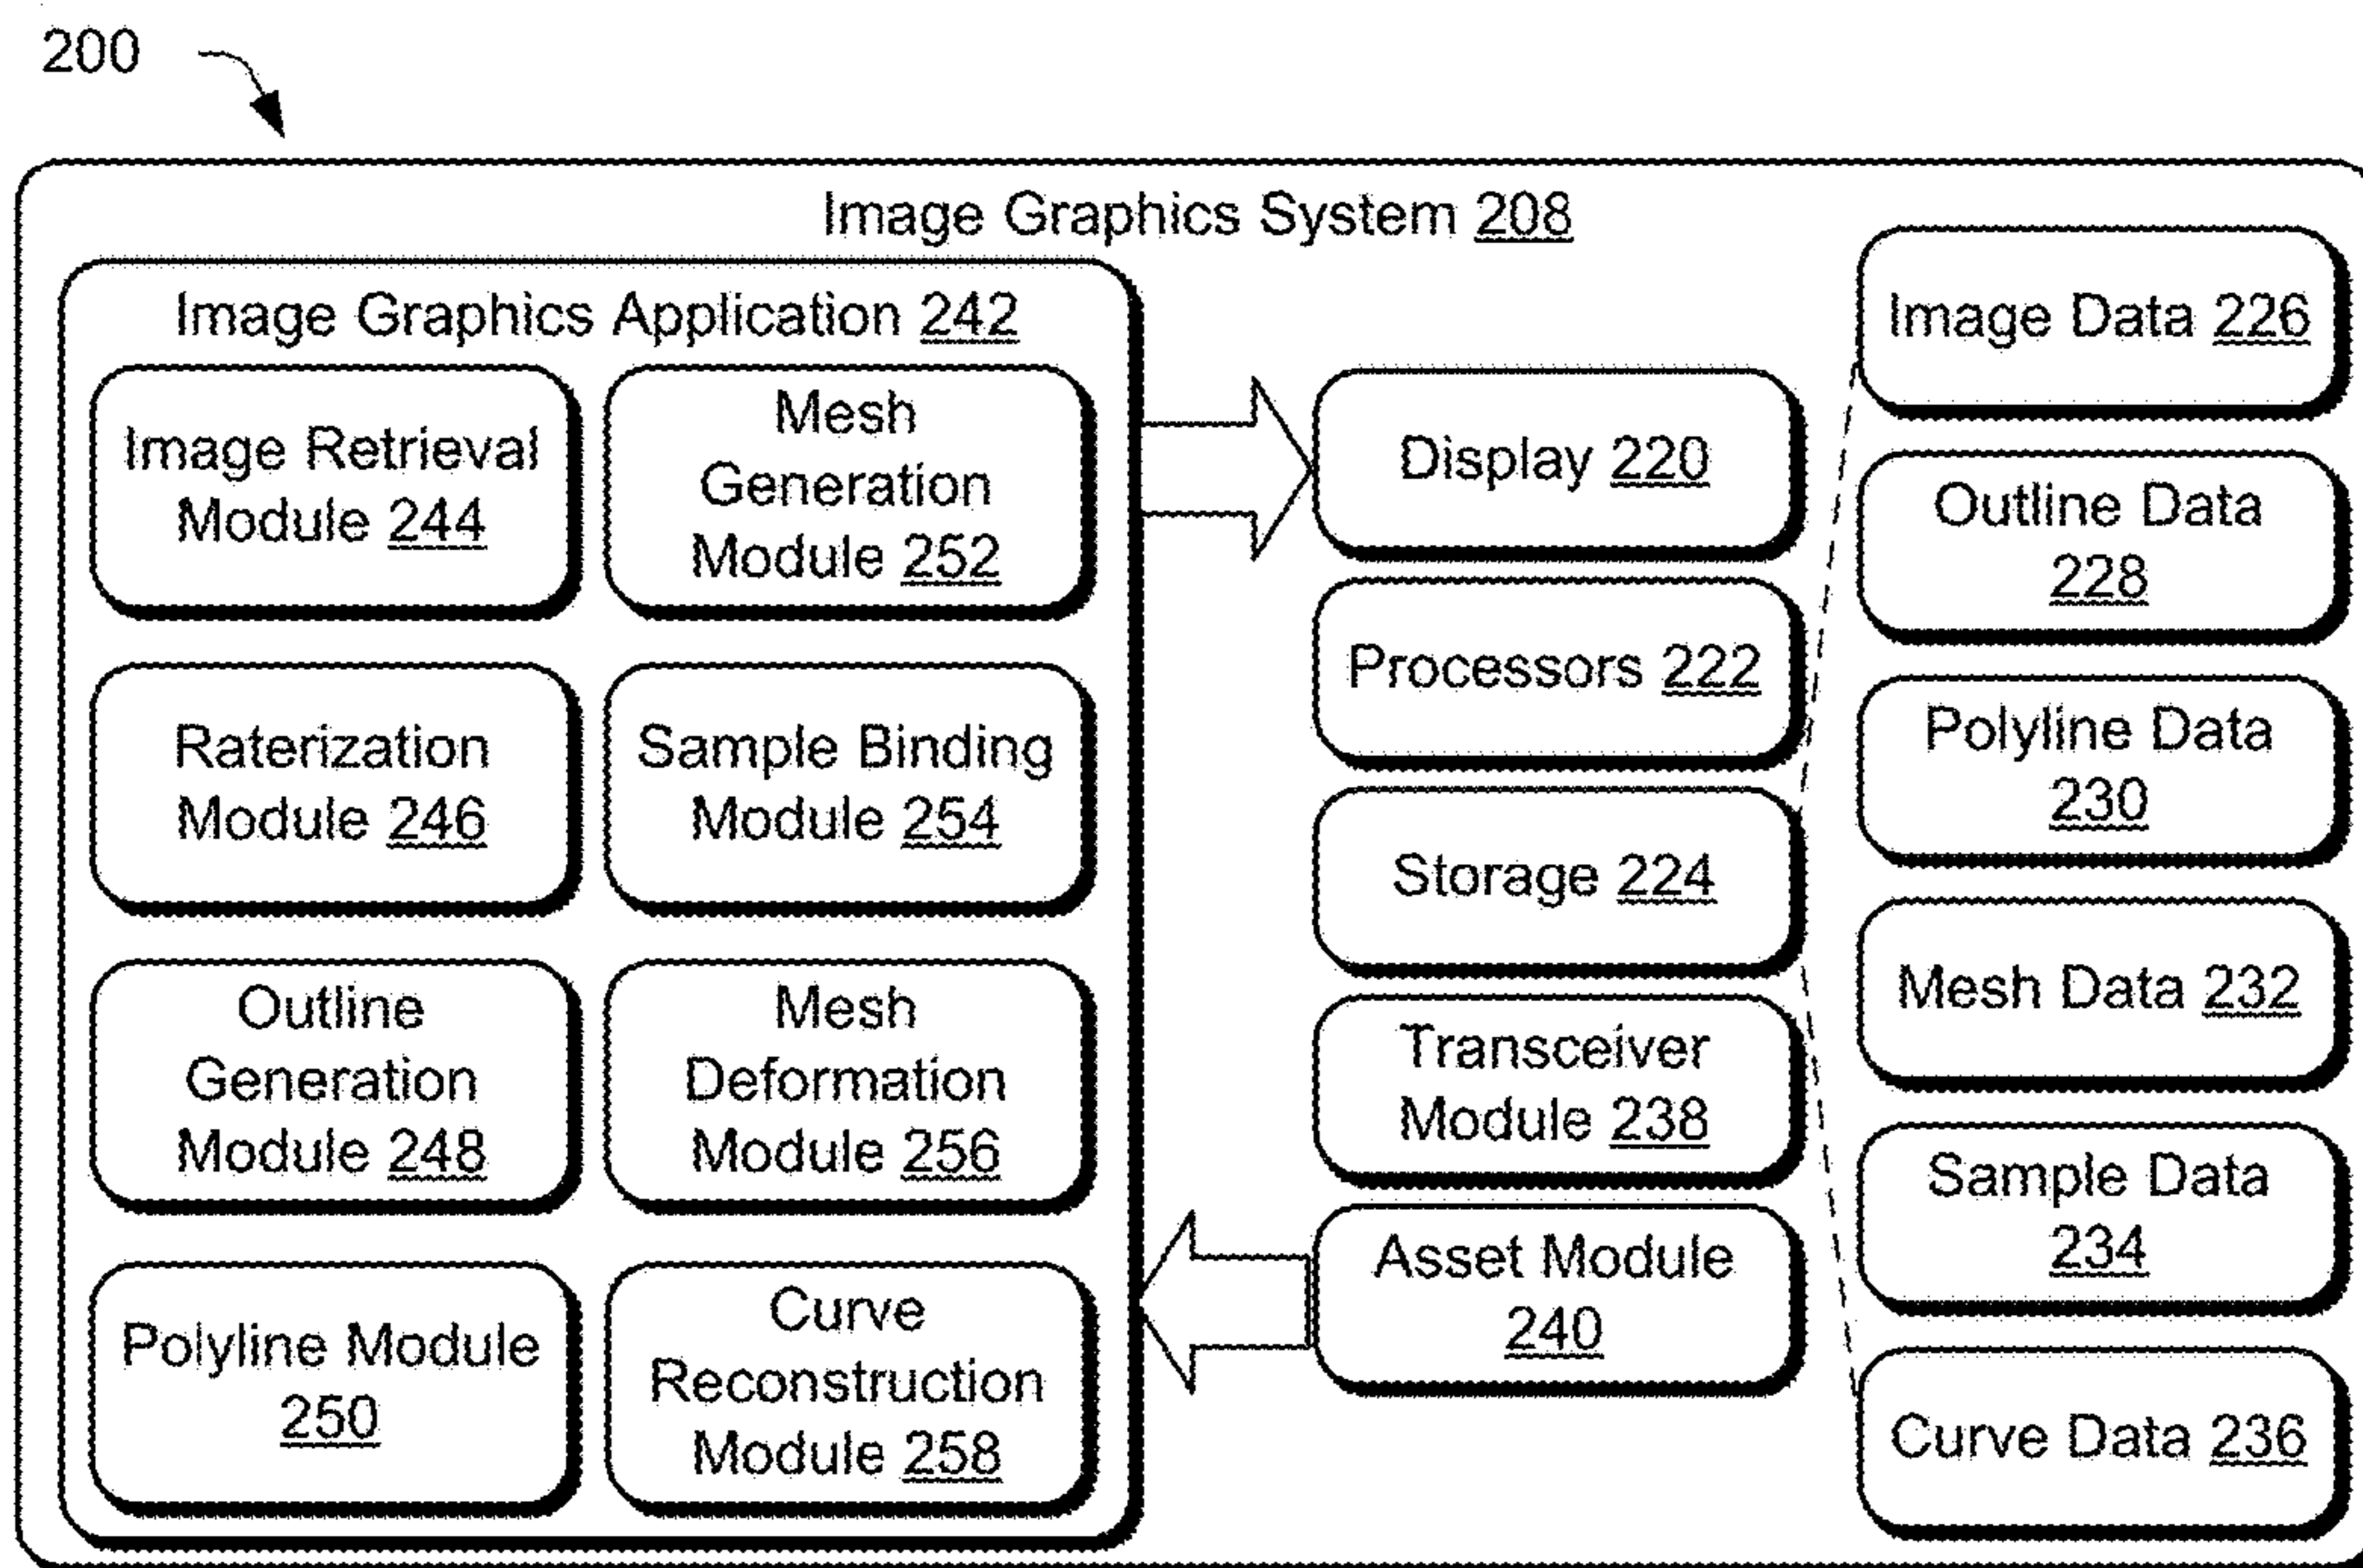 200
Image Graphics System 208
Image Graphics Application 242
Image Retrieval
Module 244
Mesh
Generation
Module 252
Raterization
Module 246
Sample Binding
Module 254
Outline
Generation
Module 248
Mesh
Deformation
Module 256
Polyline Module
250
Curve
Reconstruction
Module 258
Display 220
Processors 222
Storage 224
Transceiver
Module 238
Asset Module
240
Image Data 226
Outline Data
228
Polyline Data
230
Mesh Data 232
Sample Data
234
Curve Data 236